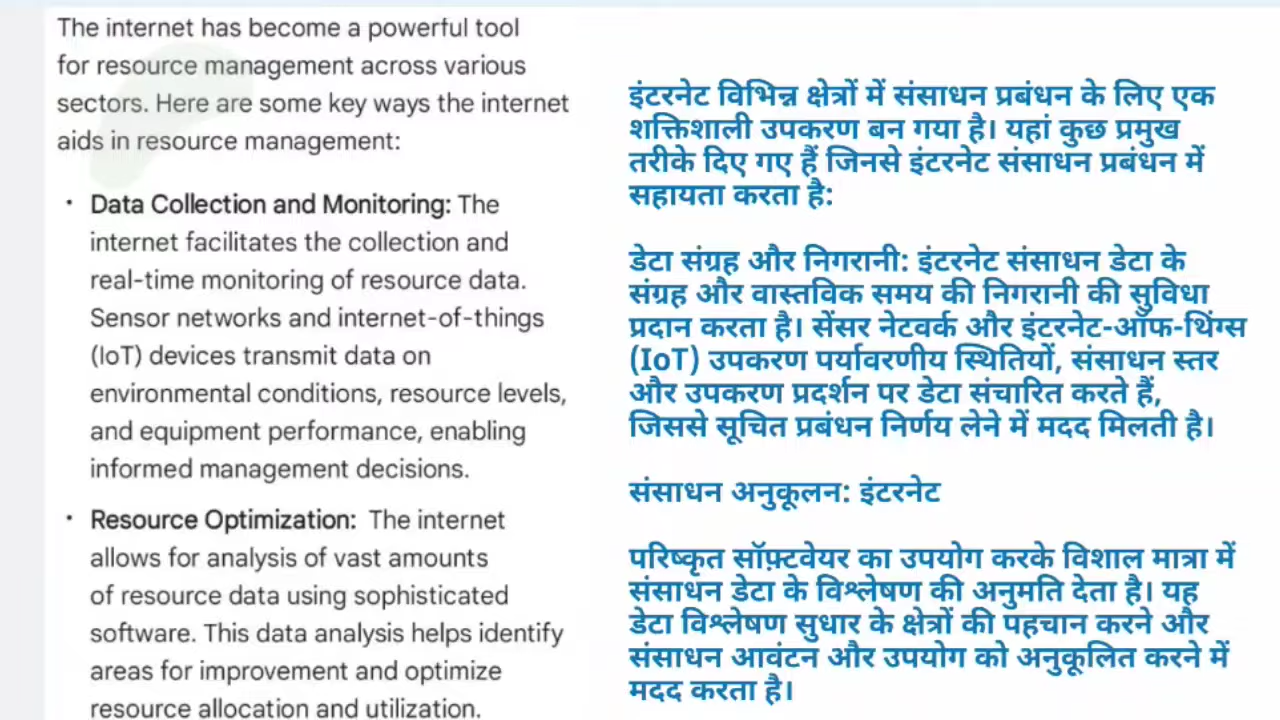 The internet has become a powerful tool
for resource management across various
sectors. Here are some key ways the internet
aids in resource management:
• Data Collection and Monitoring: The
internet facilitates the collection and
real-time monitoring of resource data.
Sensor networks and internet-of-things
(IoT) devices transmit data on
environmental conditions, resource levels,
and equipment performance, enabling
informed management decisions.
• Resource Optimization: The internet
allows for analysis of vast amounts
of resource data using sophisticated
software. This data analysis helps identify
areas for improvement and optimize
resource allocation and utilization.
इंटरनेट विभिन्न क्षेत्रों में संसाधन प्रबंधन के लिए एक
शक्तिशाली उपकरण बन गया है। यहां कुछ प्रमुख
तरीके दिए गए हैं जिनसे इंटरनेट संसाधन प्रबंधन में
सहायता करता है:
डेटा संग्रह और निगरानी: इंटरनेट संसाधन डेटा के
संग्रह और वास्तविक समय की निगरानी की सुविधा
प्रदान करता है। सेंसर नेटवर्क और इंटरनेट-ऑफ-थिंग्स
(IoT) उपकरण पर्यावरणीय स्थितियों, संसाधन स्तर
और उपकरण प्रदर्शन पर डेटा संचारित करते हैं,
जिससे सूचित प्रबंधन निर्णय लेने में मदद मिलती है।
संसाधन अनुकूलन: इंटरनेट
परिष्कृत सॉफ़्टवेयर का उपयोग करके विशाल मात्रा में
संसाधन डेटा के विश्लेषण की अनुमति देता है। यह
डेटा विश्लेषण सुधार के क्षेत्रों की पहचान करने और
संसाधन आवंटन और उपयोग को अनुकूलित करने में
मदद करता है।